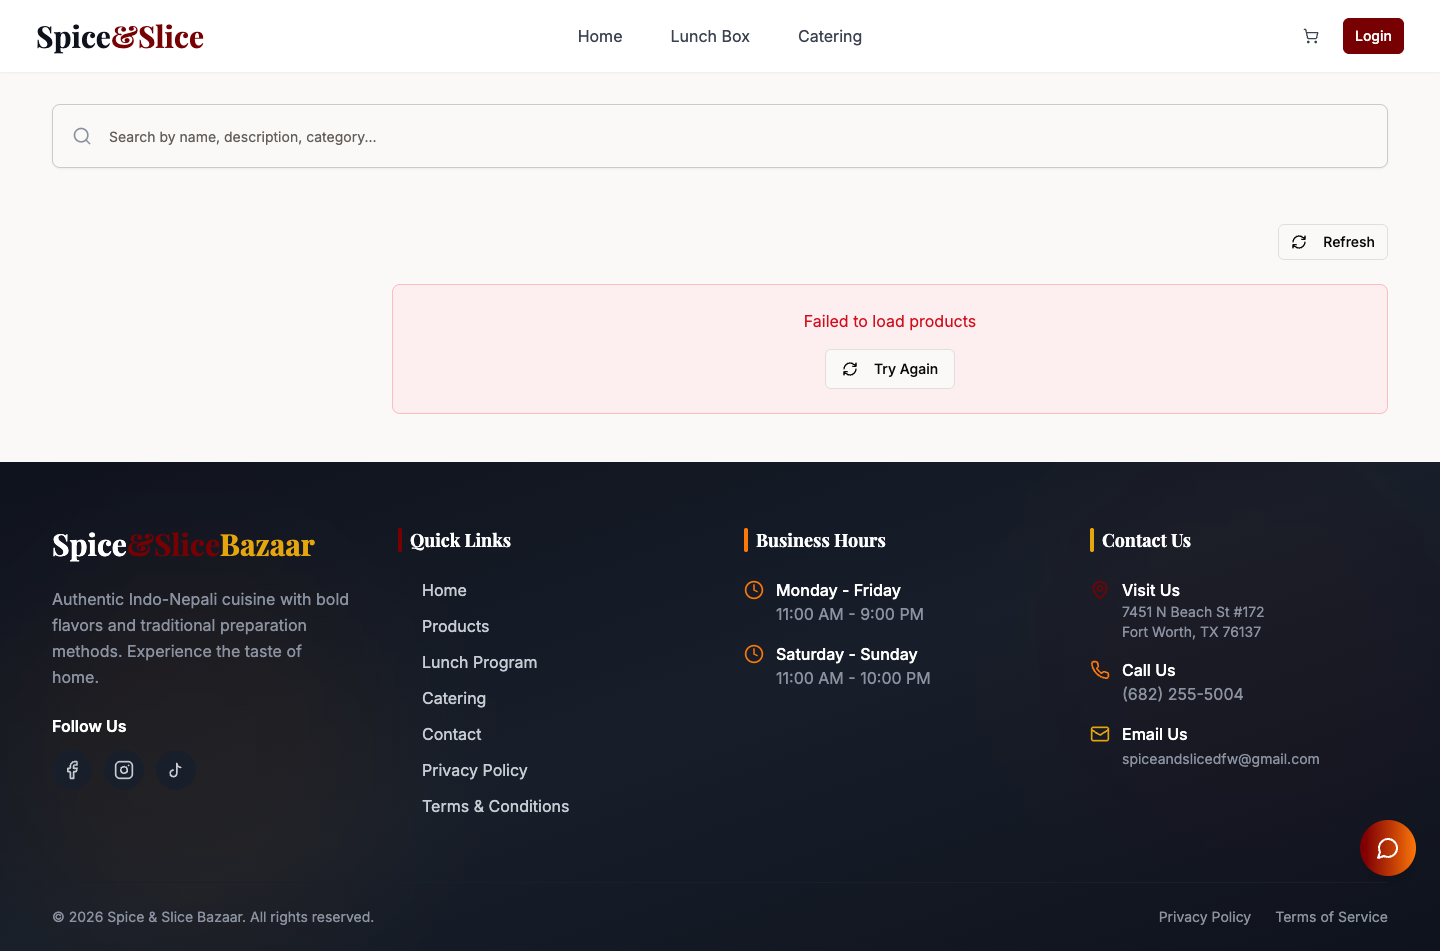 Spice&Slice
Home
Lunch Box
Catering
Login
Search by name, description, category...
Refresh
Failed to load products
Try Again
Spice&SliceBazaar
Authentic Indo-Nepali cuisine with bold
flavors and traditional preparation
methods. Experience the taste of
home.
Follow Us
Quick Links
Home
Products
Lunch Program
Catering
Contact
Privacy Policy
Terms & Conditions
Business Hours
Monday - Friday
11:00 AM - 9:00 PM
Saturday - Sunday
11:00 AM - 10:00 PM
Contact Us
Visit Us
7451 N Beach St #172
Fort Worth, TX 76137
Call Us
(682) 255-5004
Email Us
spiceandslicedfw@gmail.com
© 2026 Spice & Slice Bazaar. All rights reserved.
Privacy Policy
Terms of Service